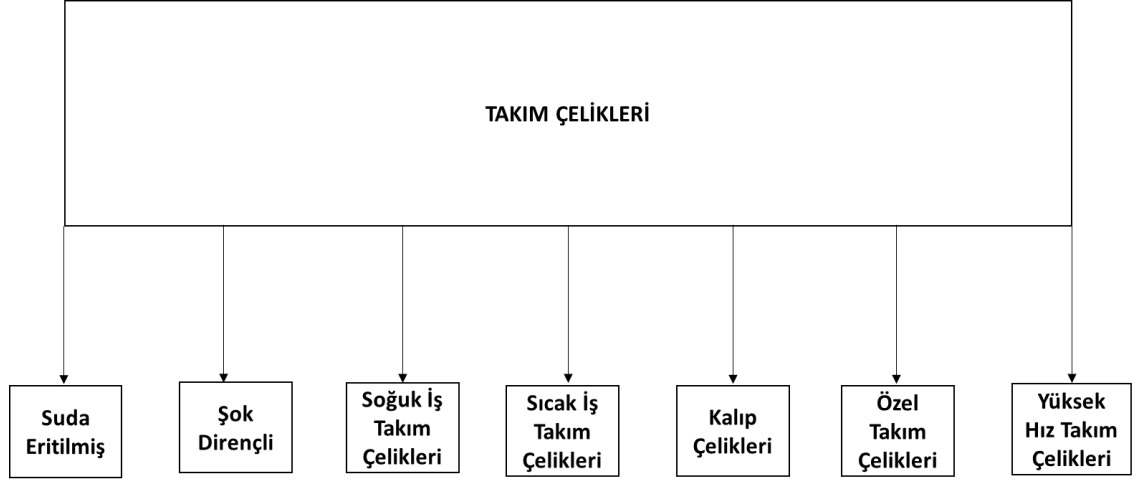 TAKIM ÇELİKLERİ
Suda
Eritilmiş
Şok
Dirençli
Soğuk İş
Takım
Çelikleri
Sıcak İş
Takım
Çelikleri
Kalıp
Çelikleri
Özel
Takım
Çelikleri
Yüksek
Hız Takım
Çelikleri